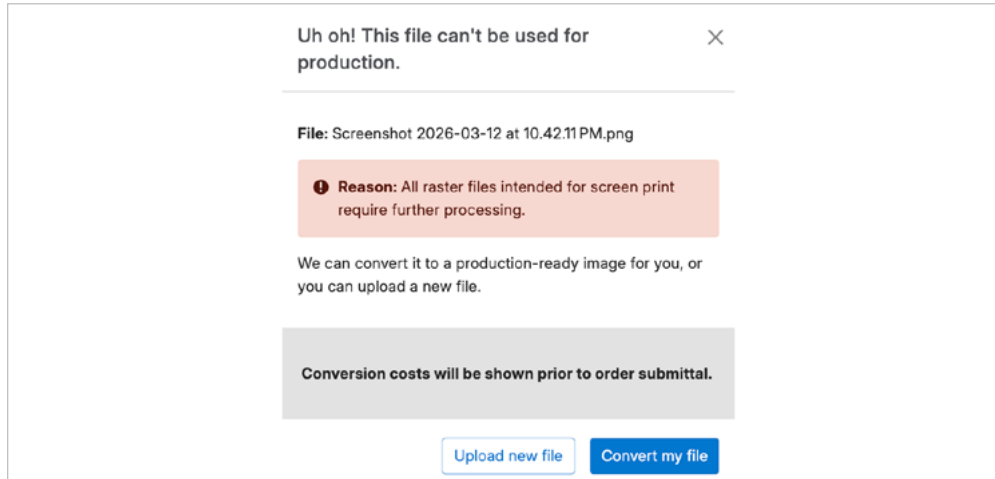 Uh oh! This file can't be used for
production.
File: Screenshot 2026-03-12 at 10.42.11 PM.png
Reason: All raster files intended for screen print
require further processing.
We can convert it to a production-ready image for you, or
you can upload a new file.
Conversion costs will be shown prior to order submittal.
Upload new file
Convert my file